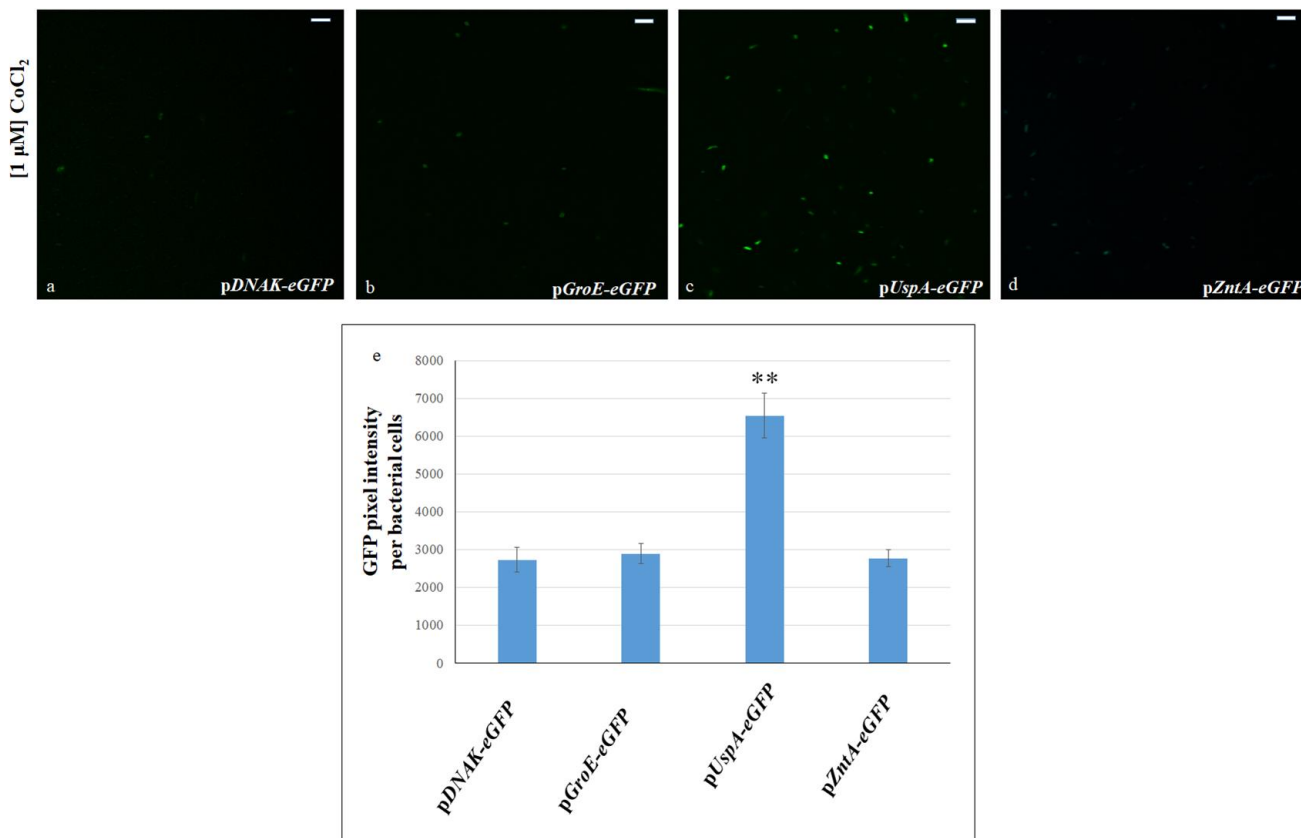 [1 µM] CoCl₂
a
pDNAK-eGFP
b
pGroE-eGFP
c
pUspA-eGFP
d
pZntA-eGFP
e
GFP pixel intensity
per bacterial cells
8000
7000
6000
5000
4000
3000
2000
1000
0
**
pDNAK-eGFP
pGroE-eGFP
pUspA-eGFP
pZntA-eGFP